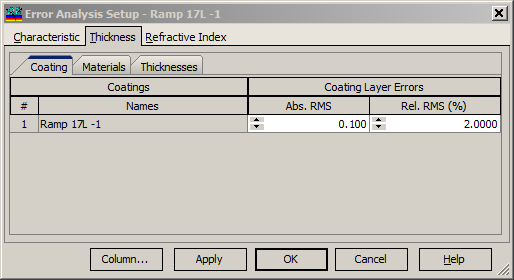 Error Analysis Setup - Ramp 17L -1
Characteristic Thickness Refractive Index
Coating Materials Thicknesses
Coatings Coating Layer Errors
# Names Abs. RMS Rel. RMS (%)
1 Ramp 17L -1 0.100 2.0000
Column... Apply OK Cancel Help